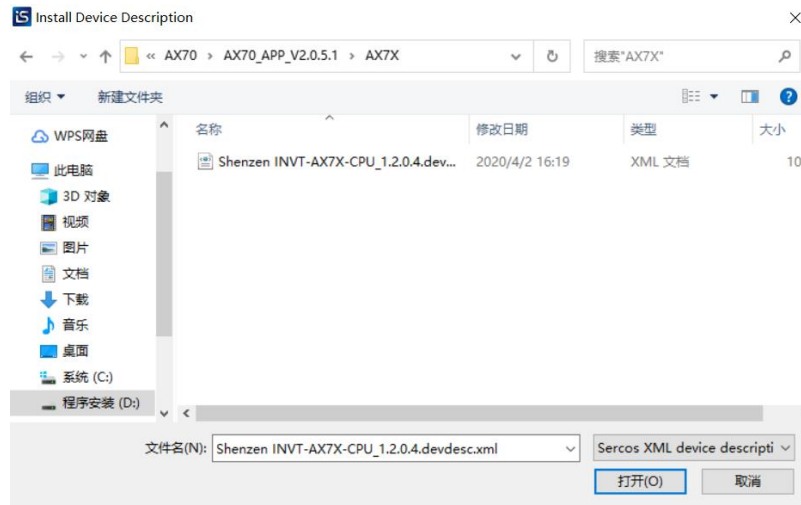 iS Install Device Description
« AX70 › AX70_APP_V2.0.5.1 › AX7X
搜索"AX7X"
组织 新建文件夹
WPS网盘
此电脑
3D 对象
视频
图片
文档
下载
音乐
桌面
系统 (C:)
程序安装 (D:)
名称 修改日期 类型 大小
Shenzen INVT-AX7X-CPU_1.2.0.4.dev... 2020/4/2 16:19 XML 文档 10
文件名(N): Shenzen INVT-AX7X-CPU_1.2.0.4.devdesc.xml Sercos XML device descripti
打开(O) 取消